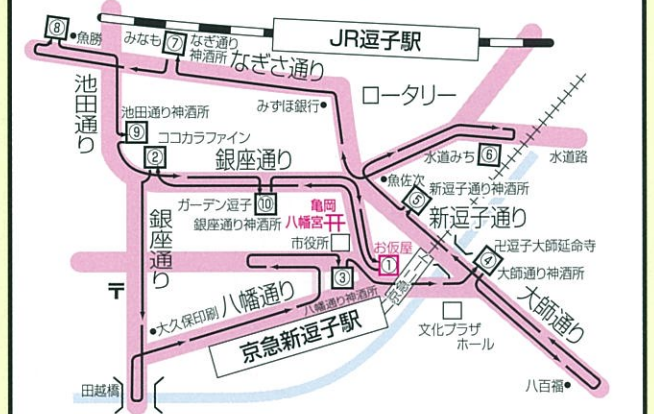 ⑧
魚勝
みなも
⑦
なぎ通り
神酒所
なぎさ通り
JR逗子駅
ロータリー
みずほ銀行
池田通り
池田通り神酒所
⑨
ココカラファイン
②
銀座通り
水道みち
⑥
水道路
魚佐次
新逗子通り神酒所
⑤
新逗子通り
ガーデン逗子
⑩
銀座通り神酒所
亀岡
八幡宮
市役所
お仮屋
①
銀座通り
③
八幡通り神酒所
京急ニ一
④
卍逗子大師延命寺
大師通り神酒所
大師通り
〒
八幡通り
大久保印刷
京急新逗子駅
文化プラザ
ホール
田越橋
八百福